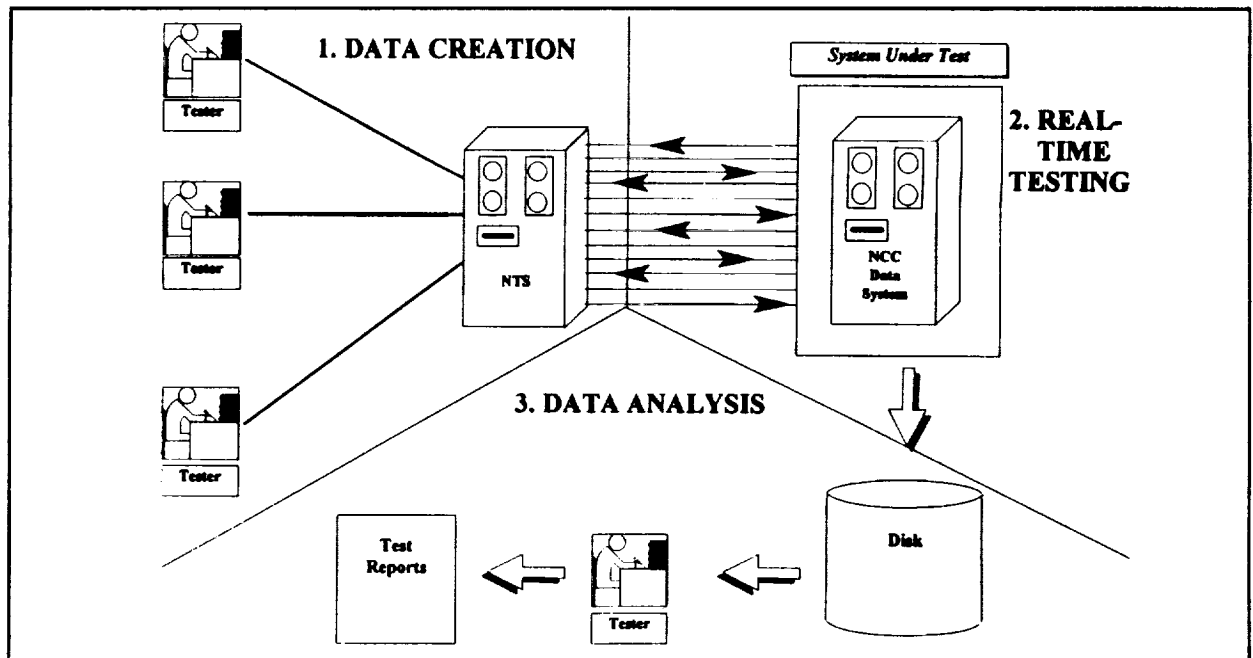 1. DATA CREATION
System Under Test
2. REAL-
TIME
TESTING
Tester
Tester
Tester
NTS
NCC
Data
System
3. DATA ANALYSIS
Test
Reports
Tester
Disk